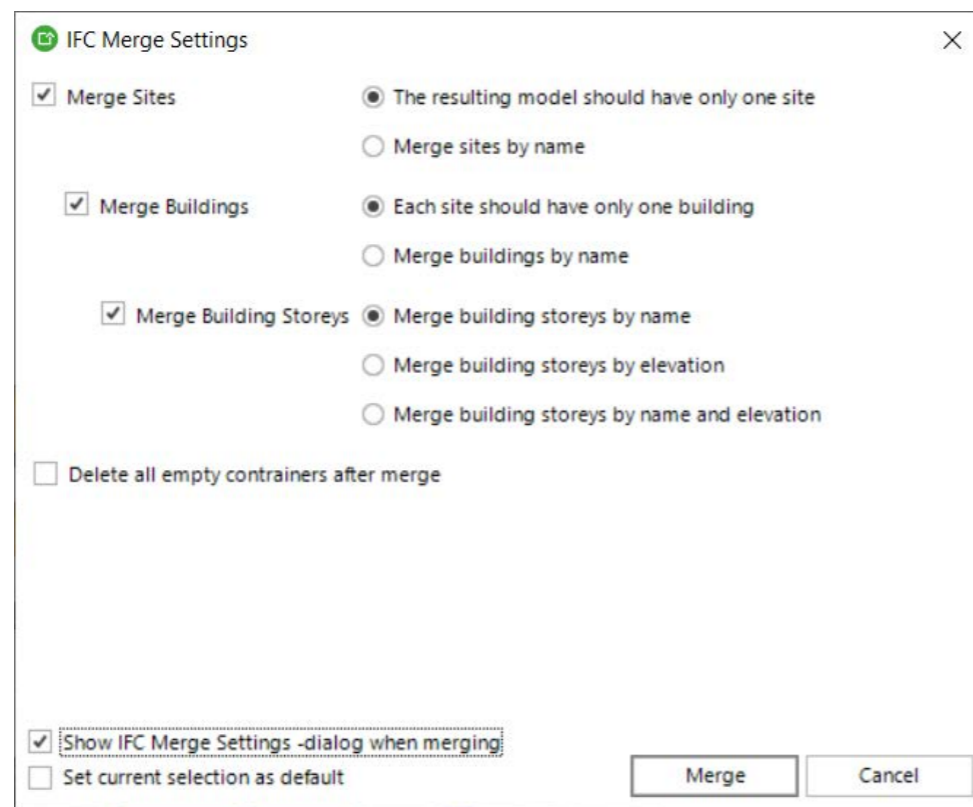 IFC Merge Settings
Merge Sites The resulting model should have only one site
Merge sites by name
Merge Buildings Each site should have only one building
Merge buildings by name
Merge Building Storeys Merge building storeys by name
Merge building storeys by elevation
Merge building storeys by name and elevation
Delete all empty contrainers after merge
Show IFC Merge Settings -dialog when merging
Set current selection as default Merge Cancel